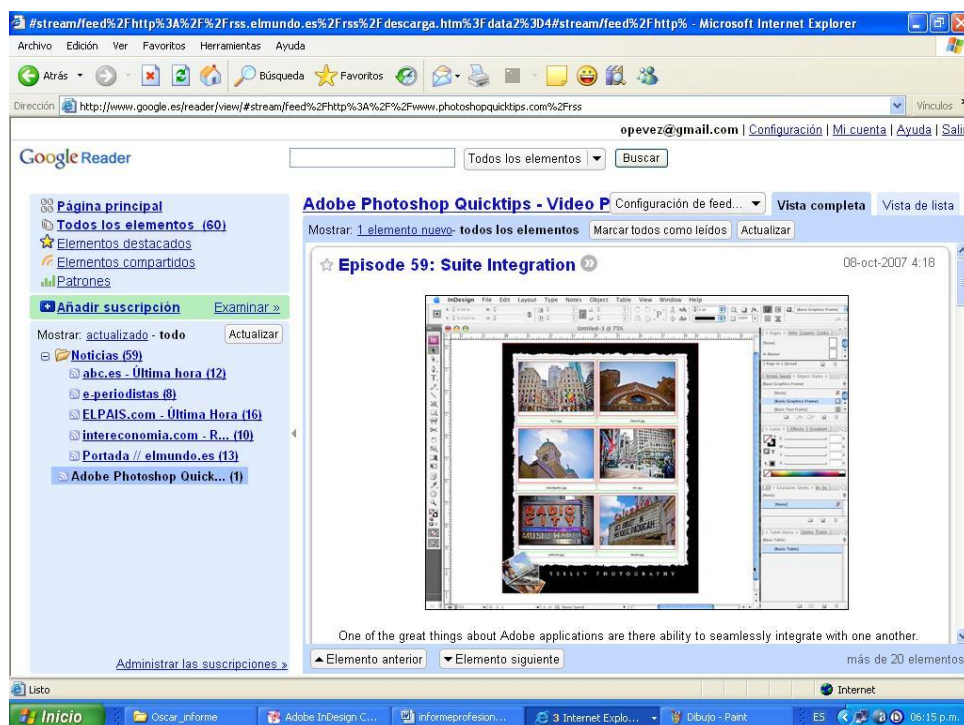 #stream/feed%2Fhttp%3A%2F%2Frss.elmundo.es%2Frss%2Fdescarga.htm%3Fdata2%3D4#stream/feed%2Fhttp% - Microsoft Internet Explorer
Archivo Edición Ver Favoritos Herramientas Ayuda
Atrás Búsqueda Favoritos
Dirección http://www.google.es/reader/view/#stream/feed%2Fhttp%3A%2F%2Fwww.photoshopquicktips.com%2Frss Vínculos
opevez@gmail.com | Configuración | Mi cuenta | Ayuda | Sali
Google Reader Todos los elementos Buscar
Página principal
Todos los elementos (60)
Elementos destacados
Elementos compartidos
Patrones
Añadir suscripción Examinar »
Mostrar: actualizado - todo Actualizar
Noticias (59)
abc.es - Última hora (12)
e-periodistas (8)
ELPAIS.com - Última Hora (16)
intereconomia.com - R... (10)
Portada // elmundo.es (13)
Adobe Photoshop Quick... (1)
Administrar las suscripciones »
Adobe Photoshop Quicktips - Video P Configuración de feed... Vista completa Vista de lista
Mostrar: 1 elemento nuevo- todos los elementos Marcar todos como leídos Actualizar
Episode 59: Suite Integration 08-oct-2007 4:18
InDesign File Edit Layout Type Notes Object Table View Window Help
Untitled-1 @ 75%
RADIO CITY
MUSIC HALL
PHOTOGRAPHY
One of the great things about Adobe applications are there ability to seamlessly integrate with one another.
Elemento anterior Elemento siguiente más de 20 elementos
Listo Internet
Inicio Oscar_informe Adobe InDesign C... informeprofesion... 3 Internet Explo... Dibujo - Paint ES 06:15 p.m.